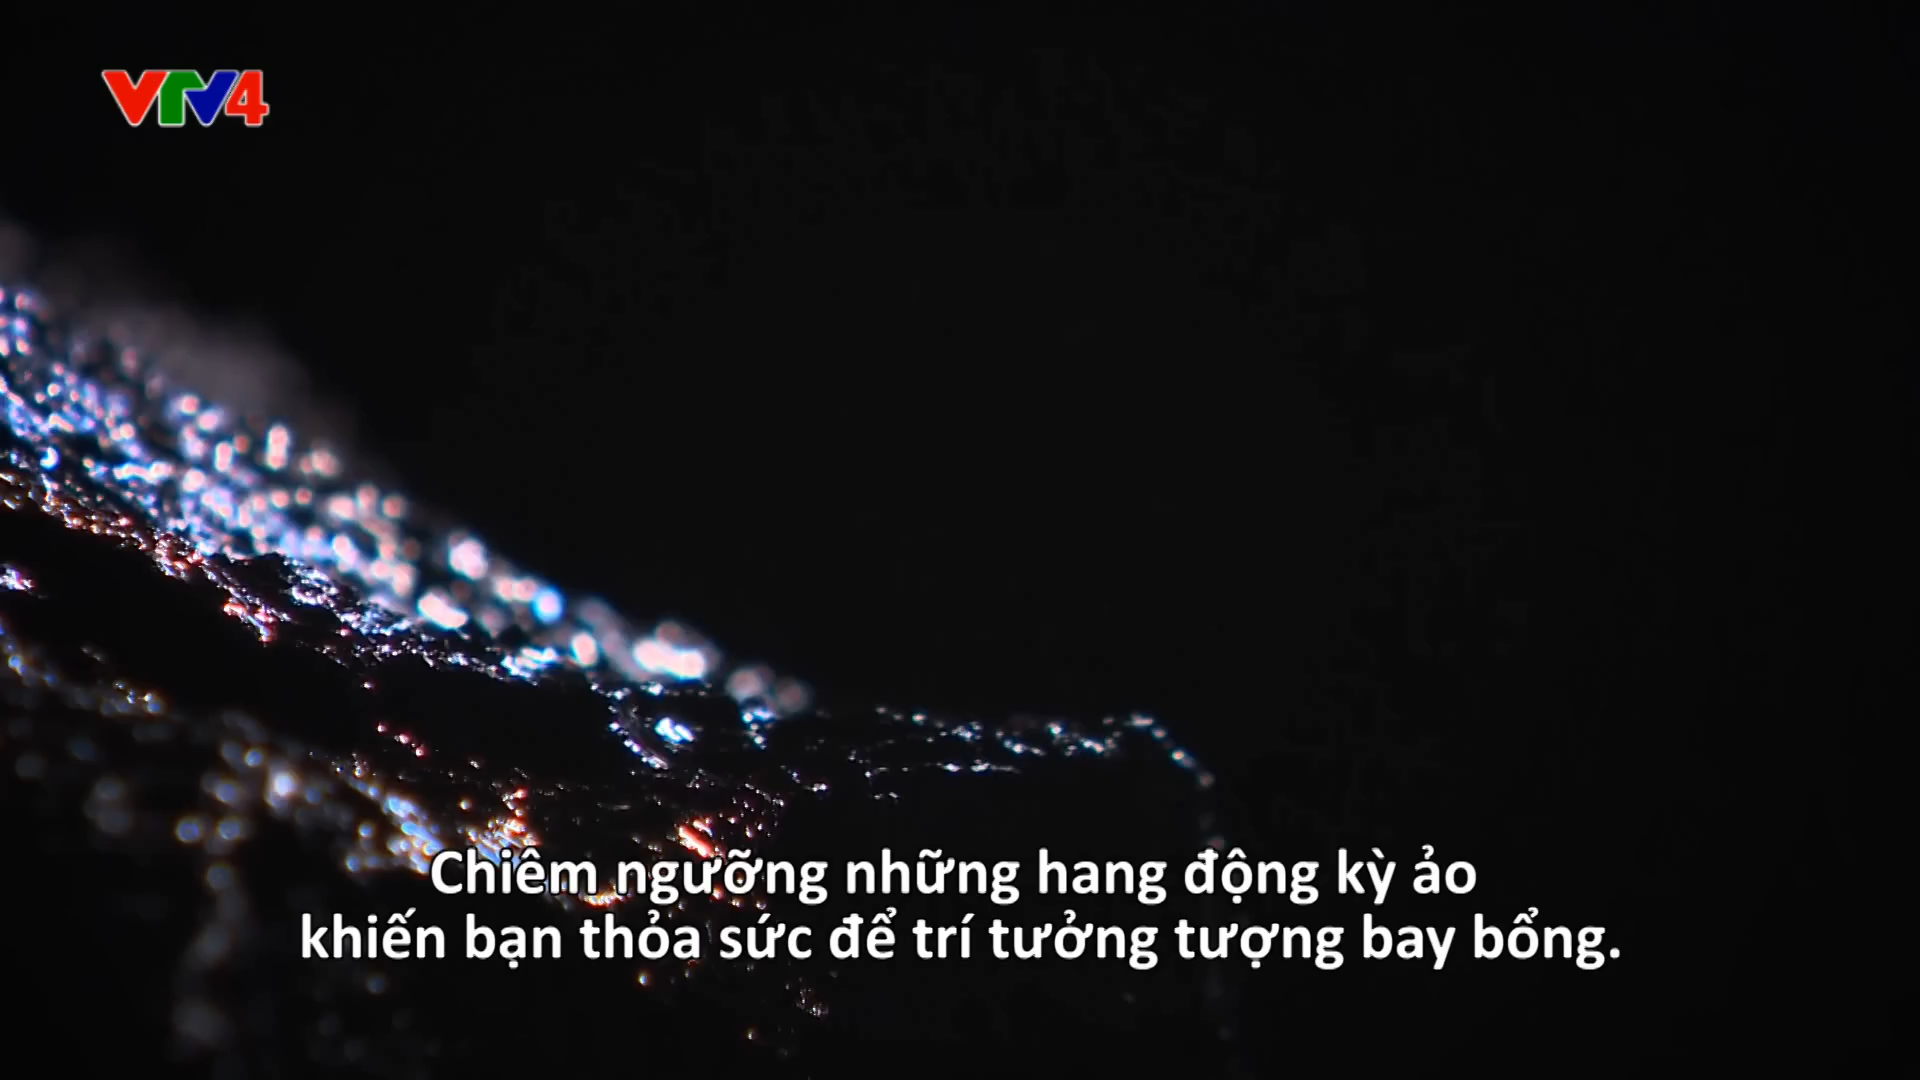 VTV4
Chiêm ngưỡng những hang động kỳ ảo
khiến bạn thỏa sức để trí tưởng tượng bay bổng.